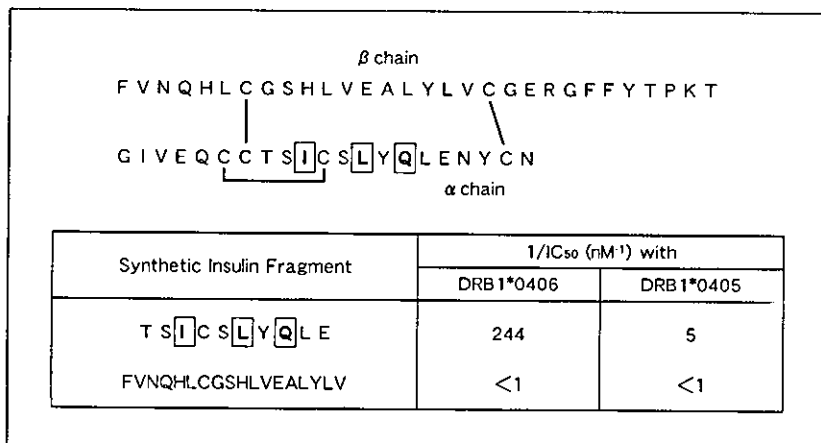 β chain
F V N Q H L C G S H L V E A L Y L V C G E R G F F Y T P K T
G I V E Q C C T S I C S L Y Q L E N Y C N
α chain
Synthetic Insulin Fragment
1/IC50 (nM-1) with
DRB1*0406
DRB1*0405
T S I C S L Y Q L E
244
5
FVNQHLCGSHLVEALYLV
<1
<1